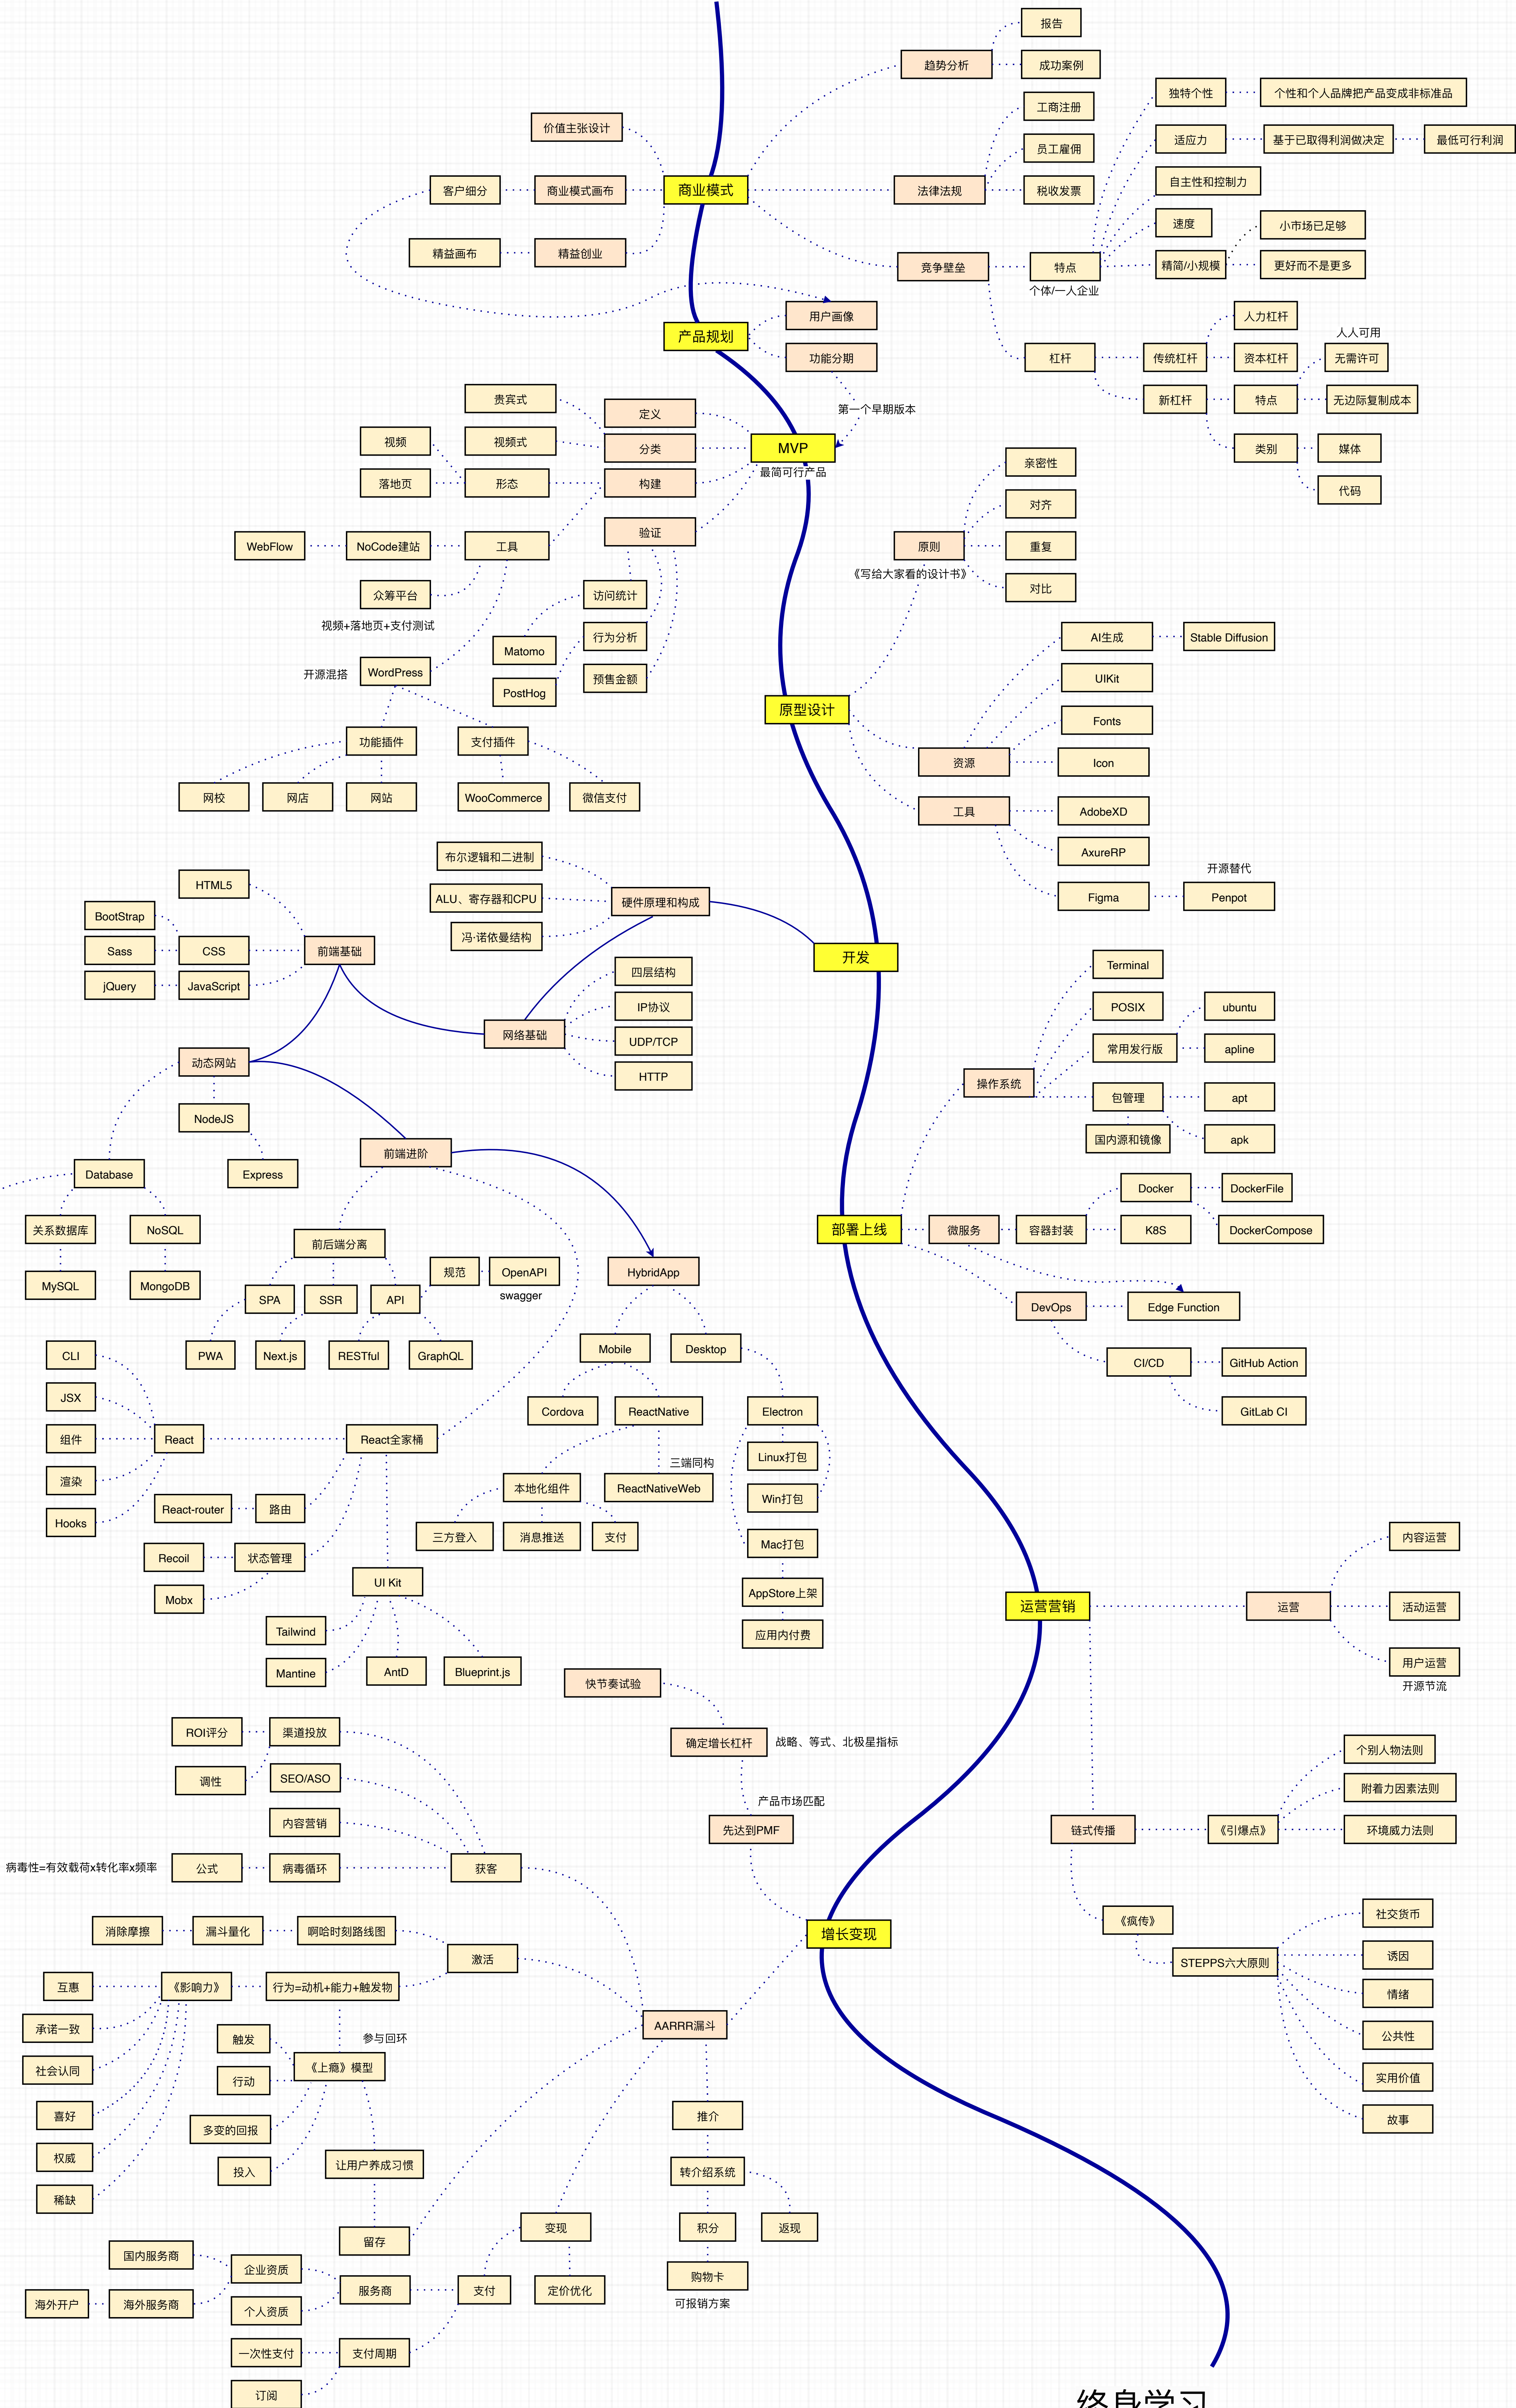 报告
趋势分析
成功案例
独特个性
个性和个人品牌把产品变成非标准品
工商注册
价值主张设计
适应力
基于已取得利润做决定
最低可行利润
员工雇佣
自主性和控制力
客户细分
商业模式画布
商业模式
法律法规
税收发票
速度
小市场已足够
精益画布
精益创业
竞争壁垒
特点
精简/小规模
更好而不是更多
个体/一人企业
用户画像
人力杠杆
人人可用
产品规划
功能分期
杠杆
传统杠杆
资本杠杆
无需许可
贵宾式
定义
第一个早期版本
新杠杆
特点
无边际复制成本
视频
视频式
分类
MVP
类别
媒体
最简可行产品
亲密性
落地页
形态
构建
代码
对齐
验证
WebFlow
NoCode建站
工具
原则
重复
《写给大家看的设计书》
众筹平台
访问统计
对比
视频+落地页+支付测试
行为分析
AI生成
Stable Diffusion
Matomo
开源混搭
WordPress
预售金额
UIKit
PostHog
原型设计
Fonts
功能插件
支付插件
资源
Icon
网校
网店
网站
WooCommerce
微信支付
工具
AdobeXD
布尔逻辑和二进制
AxureRP
开源替代
HTML5
ALU、寄存器和CPU
硬件原理和构成
Figma
Penpot
BootStrap
冯·诺依曼结构
Sass
CSS
前端基础
开发
四层结构
Terminal
jQuery
JavaScript
IP协议
POSIX
ubuntu
网络基础
UDP/TCP
常用发行版
apline
动态网站
HTTP
操作系统
包管理
apt
NodeJS
国内源和镜像
apk
前端进阶
Database
Express
Docker
DockerFile
关系数据库
NoSQL
部署上线
微服务
容器封装
K8S
DockerCompose
前后端分离
规范
OpenAPI
HybridApp
MySQL
MongoDB
swagger
SPA
SSR
API
DevOps
Edge Function
Mobile
Desktop
CLI
PWA
Next.js
RESTful
GraphQL
CI/CD
GitHub Action
JSX
Cordova
ReactNative
Electron
GitLab CI
组件
React
React全家桶
Linux打包
三端同构
渲染
本地化组件
ReactNativeWeb
Win打包
React-router
路由
Hooks
三方登入
消息推送
支付
内容运营
Mac打包
Recoil
状态管理
UI Kit
AppStore上架
Mobx
运营营销
运营
活动运营
Tailwind
应用内付费
Mantine
AntD
Blueprint.js
用户运营
快节奏试验
开源节流
ROI评分
渠道投放
确定增长杠杆
战略、等式、北极星指标
个别人物法则
调性
SEO/ASO
附着力因素法则
产品市场匹配
内容营销
先达到PMF
链式传播
《引爆点》
环境威力法则
病毒性=有效载荷x转化率x频率
公式
病毒循环
获客
社交货币
《疯传》
消除摩擦
漏斗量化
啊哈时刻路线图
增长变现
激活
诱因
STEPPS六大原则
互惠
《影响力》
行为=动机+能力+触发物
情绪
承诺一致
AARRR漏斗
触发
参与回环
公共性
社会认同
《上瘾》模型
行动
实用价值
喜好
推介
多变的回报
故事
权威
让用户养成习惯
投入
转介绍系统
稀缺
变现
积分
返现
留存
国内服务商
企业资质
购物卡
海外开户
海外服务商
服务商
支付
定价优化
可报销方案
个人资质
一次性支付
支付周期
订阅
终身学习